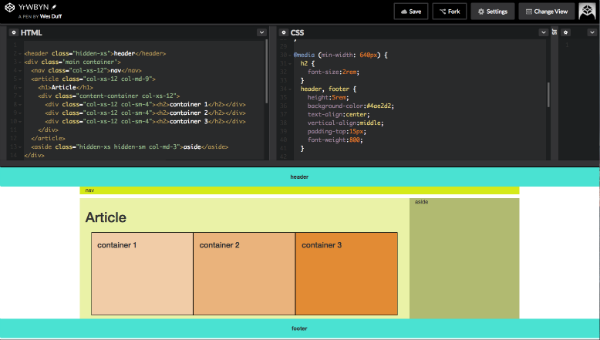 YrWBYN
A PEN BY Wes Duff
Save
Fork
Settings
Change View
HTML
<header class="hidden-xs">header</header>
<div class="main container">
<nav class="col-xs-12">nav</nav>
<article class="col-xs-12 col-md-9">
<h1>Article</h1>
<div class="content-container col-xs-12">
<div class="col-xs-12 col-sm-4"><h2>container 1</h2></div>
<div class="col-xs-12 col-sm-4"><h2>container 2</h2></div>
<div class="col-xs-12 col-sm-4"><h2>container 3</h2></div>
</div>
</article>
<aside class="hidden-xs hidden-sm col-md-3">aside</aside>
</div>
CSS
}
@media (min-width: 640px) {
h2 {
font-size:2rem;
}
header, footer {
height:5rem;
background-color:#4ae2d2;
text-align:center;
vertical-align:middle;
padding-top:15px;
font-weight:800;
}
header
nav
Article
container 1
container 2
container 3
aside
footer